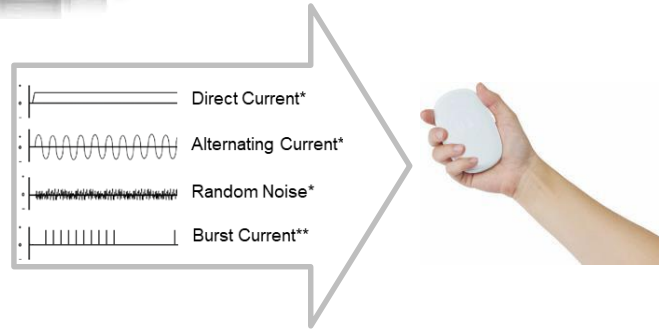 Direct Current*
Alternating Current*
Random Noise*
Burst Current**